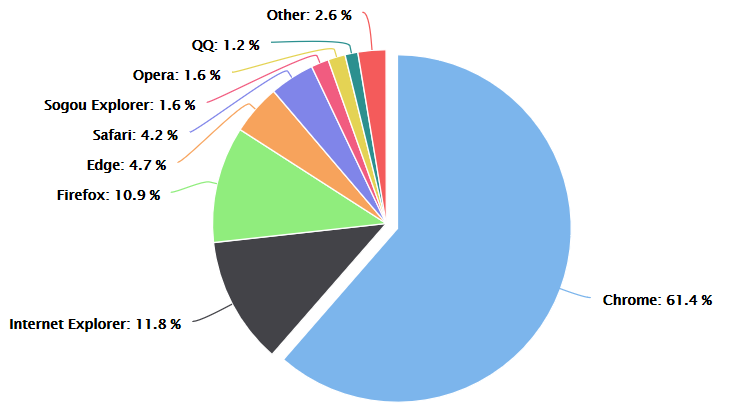 Other: 2.6 %
QQ: 1.2 %
Opera: 1.6 %
Sogou Explorer: 1.6 %
Safari: 4.2 %
Edge: 4.7 %
Firefox: 10.9 %
Chrome: 61.4 %
Internet Explorer: 11.8 %